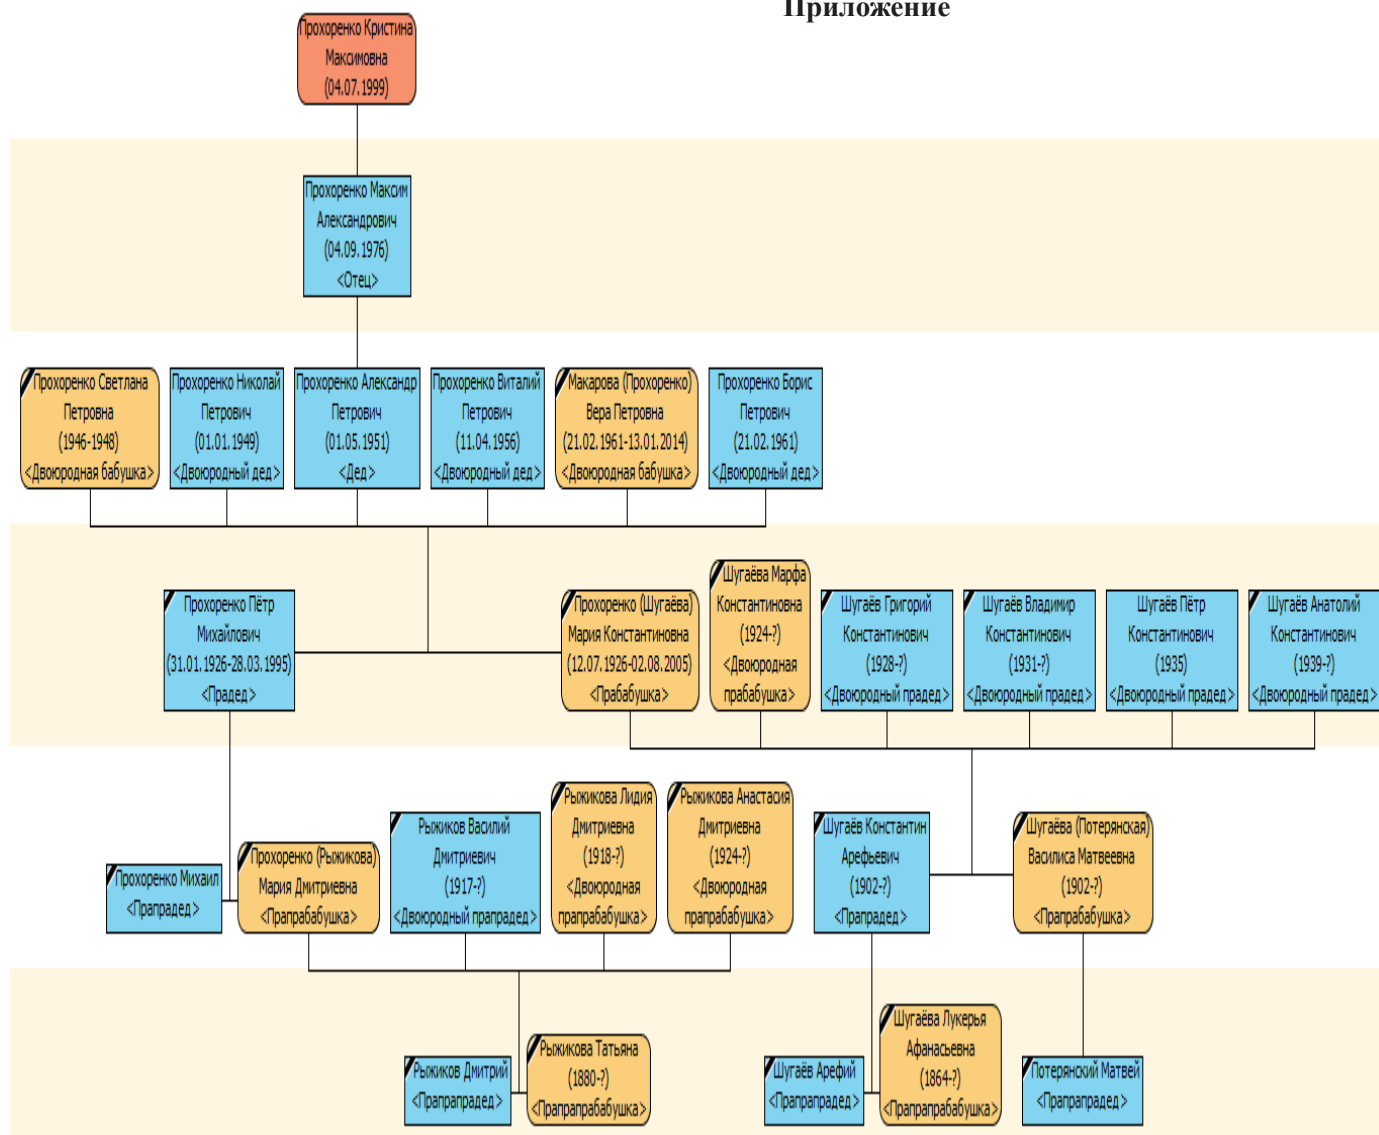 Приложение
Прохоренко Кристина
Максимовна
(04.07.1999)
Прохоренко Максим
Александрович
(04.09.1976)
<Отец>
Прохоренко Светлана
Петровна
(1946-1948)
<Двоюродная бабушка>
Прохоренко Николай
Петрович
(01.01.1949)
<Двоюродный дед>
Прохоренко Александр
Петрович
(01.05.1951)
<Дед>
Прохоренко Виталий
Петрович
(11.04.1956)
<Двоюродный дед>
Макарова (Прохоренко)
Вера Петровна
(21.02.1961-13.01.2014)
<Двоюродная бабушка>
Прохоренко Борис
Петрович
(21.02.1961)
<Двоюродный дед>
Прохоренко Пётр
Михайлович
(31.01.1926-28.03.1995)
<Прадед>
Прохоренко (Шугаёва)
Мария Константиновна
(12.07.1926-02.08.2005)
<Прабабушка>
Шугаёва Марфа
Константиновна
(1924-?)
<Двоюродная
прабабушка>
Шугаёв Григорий
Константинович
(1928-?)
<Двоюродный прадед>
Шугаёв Владимир
Константинович
(1931-?)
<Двоюродный прадед>
Шугаёв Пётр
Константинович
(1935)
<Двоюродный прадед>
Шугаёв Анатолий
Константинович
(1939-?)
<Двоюродный прадед>
Прохоренко Михаил
<Прапрадед>
Прохоренко (Рыжикова)
Мария Дмитриевна
<Прапрабабушка>
Рыжиков Василий
Дмитриевич
(1917-?)
<Двоюродный прапрадед>
Рыжикова Лидия
Дмитриевна
(1918-?)
<Двоюродная
прапрабабушка>
Рыжикова Анастасия
Дмитриевна
(1924-?)
<Двоюродная
прапрабабушка>
Шугаёв Константин
Арефьевич
(1902-?)
<Прапрадед>
Шугаёва (Потерянская)
Василиса Матвеевна
(1902-?)
<Прапрабабушка>
Рыжиков Дмитрий
<Прапрапрадед>
Рыжикова Татьяна
(1880-?)
<Прапрапрабабушка>
Шугаёв Арефий
<Прапрапрадед>
Шугаёва Лукерья
Афанасьевна
(1864-?)
<Прапрапрабабушка>
Потерянский Матвей
<Прапрапрадед>